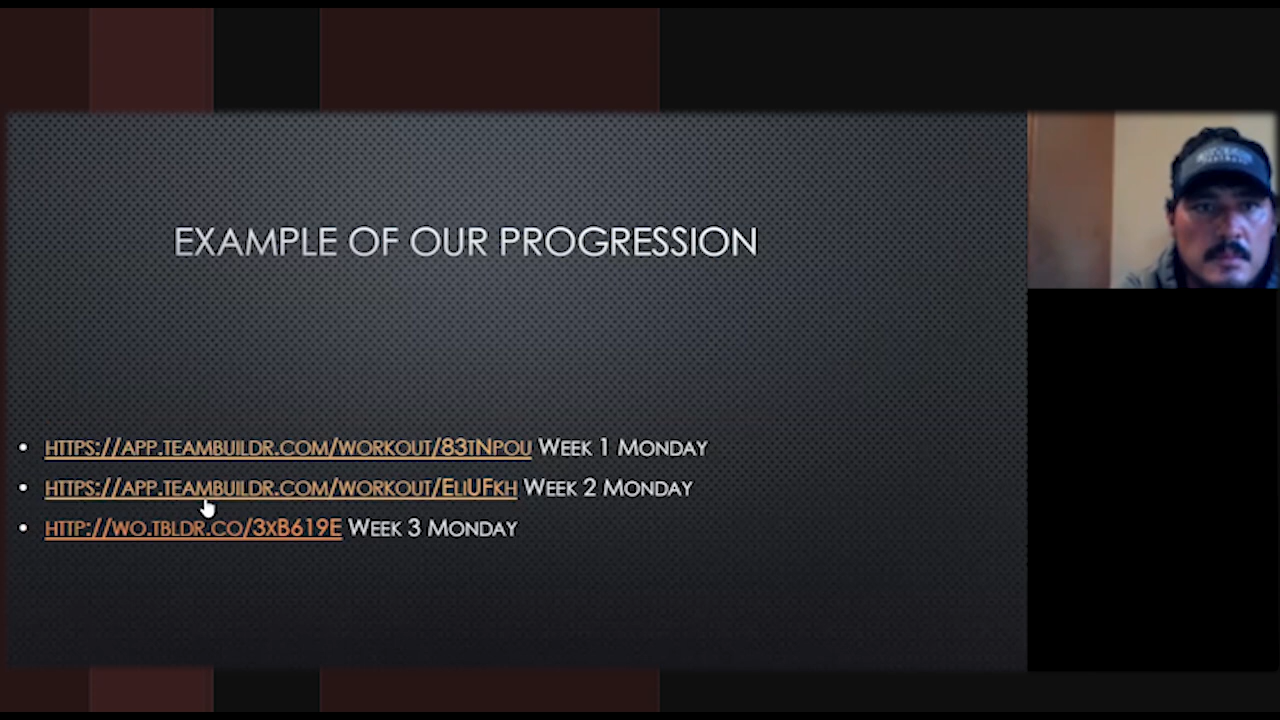 EXAMPLE OF OUR PROGRESSION
• HTTPS://APP.TEAMBUILDR.COM/WORKOUT/83TNPOU WEEK 1 MONDAY
• HTTPS://APP.TEAMBUILDR.COM/WORKOUT/ELIUFKH WEEK 2 MONDAY
• HTTP://WO.TBLDR.CO/3XB619E WEEK 3 MONDAY